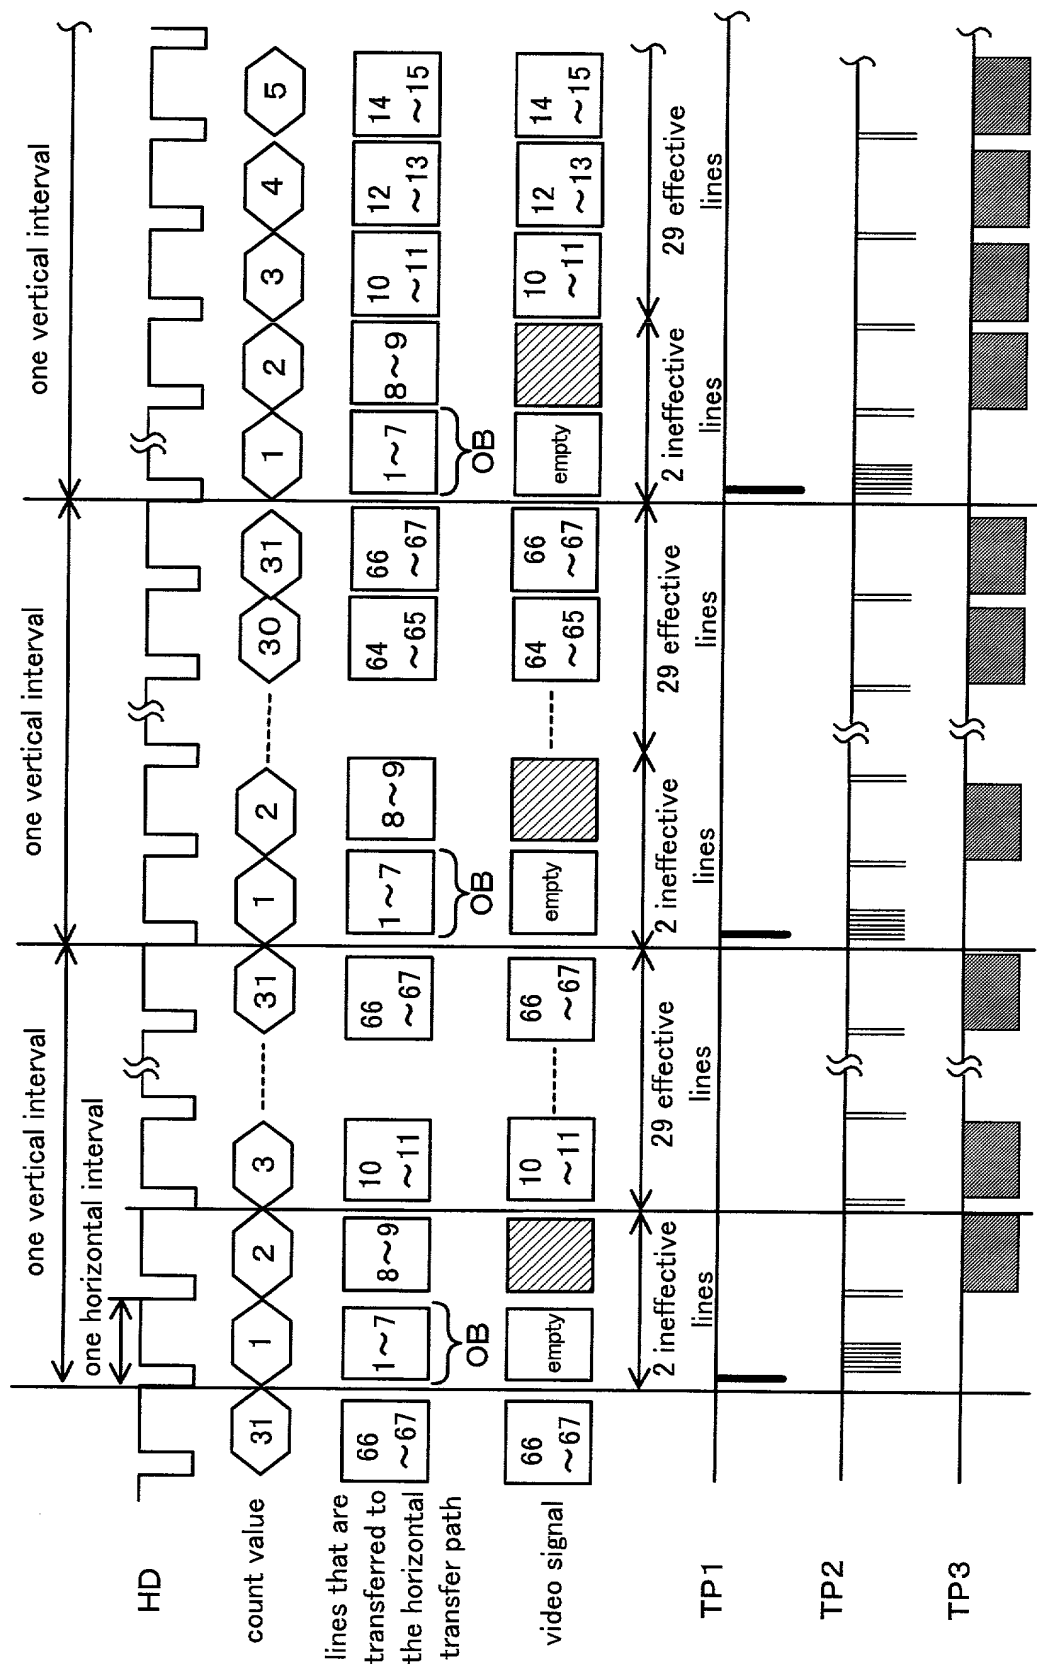 one vertical interval
one vertical interval
one vertical interval
one horizontal interval
HD
count value
31
1
2
3
31
1
2
30
31
1
2
3
4
5
lines that are
transferred to
the horizontal
transfer path
66
~67
1~7
8~9
10
~11
66
~67
1~7
8~9
64
~65
66
~67
1~7
8~9
10
~11
12
~13
14
~15
OB
OB
OB
video signal
66
~67
empty
10
~11
66
~67
empty
64
~65
66
~67
empty
10
~11
12
~13
14
~15
2 ineffective
lines
29 effective
lines
2 ineffective
lines
29 effective
lines
2 ineffective
lines
29 effective
lines
TP1
TP2
TP3